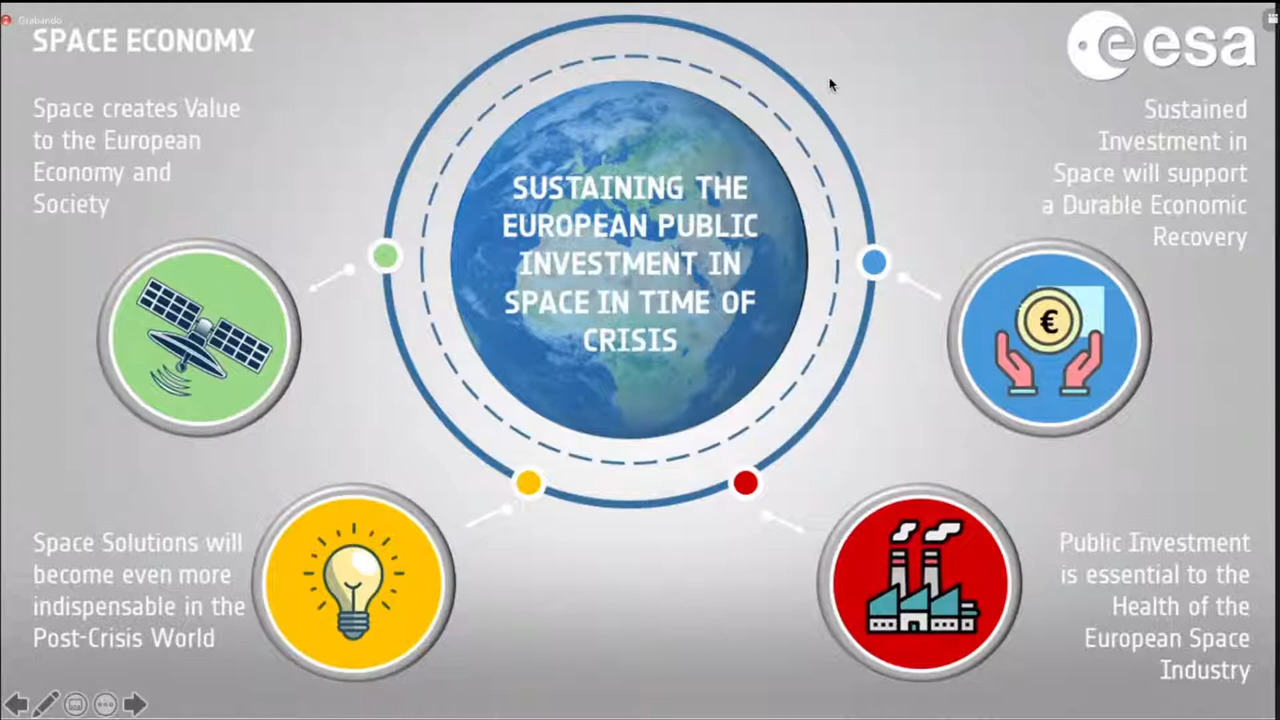 Grabando
SPACE ECONOMY
esa
Space creates Value
to the European
Economy and
Society
SUSTAINING THE
EUROPEAN PUBLIC
INVESTMENT IN
SPACE IN TIME OF
CRISIS
Sustained
Investment in
Space will support
a Durable Economic
Recovery
€
Space Solutions will
become even more
indispensable in the
Post-Crisis World
Public Investment
is essential to the
Health of the
European Space
Industry